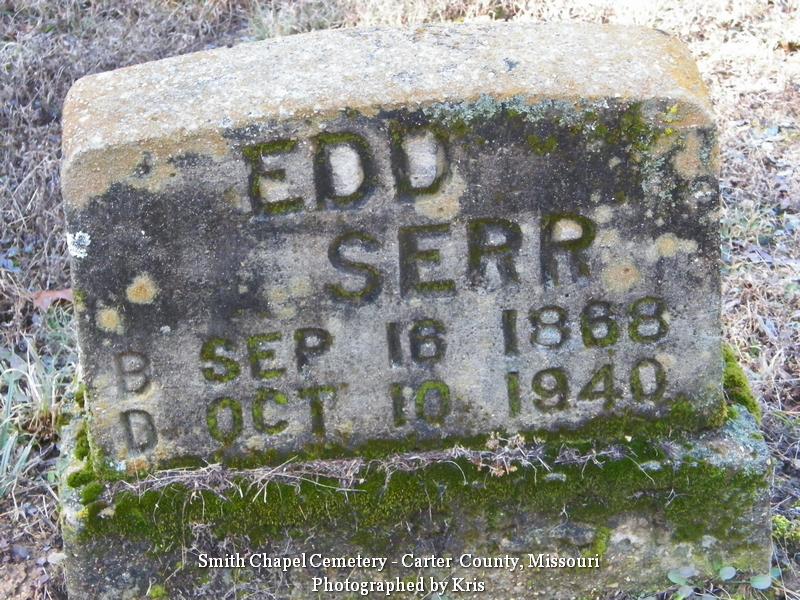 EDD
SERR
B SEP 16 1868
D OCT 10 1940
Smith Chapel Cemetery - Carter County, Missouri
Photographed by Kris